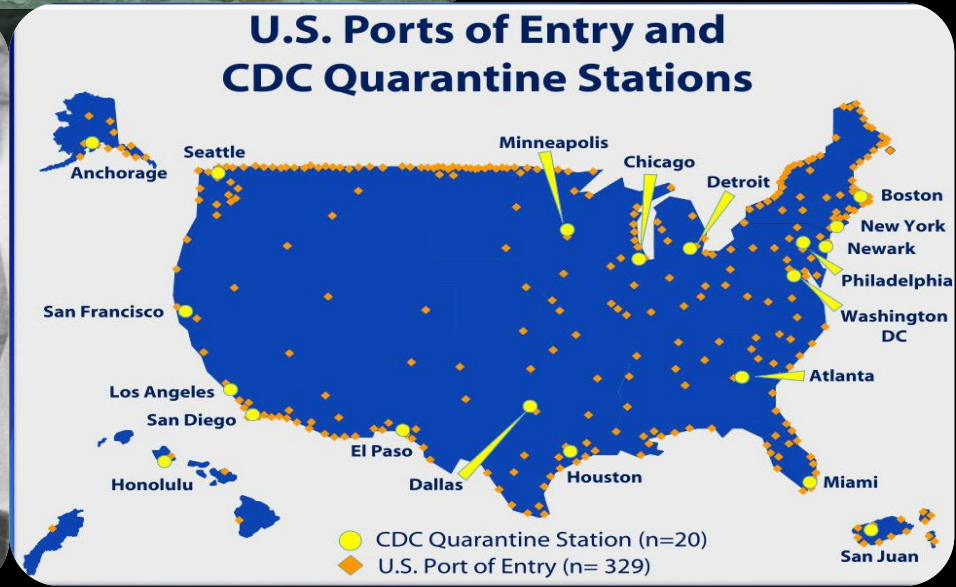 U.S. Ports of Entry and
CDC Quarantine Stations
Anchorage
Seattle
Minneapolis
Chicago
Detroit
Boston
New York
Newark
Philadelphia
Washington
DC
San Francisco
Los Angeles
San Diego
El Paso
Dallas
Houston
Atlanta
Miami
Honolulu
San Juan
CDC Quarantine Station (n=20)
U.S. Port of Entry (n= 329)